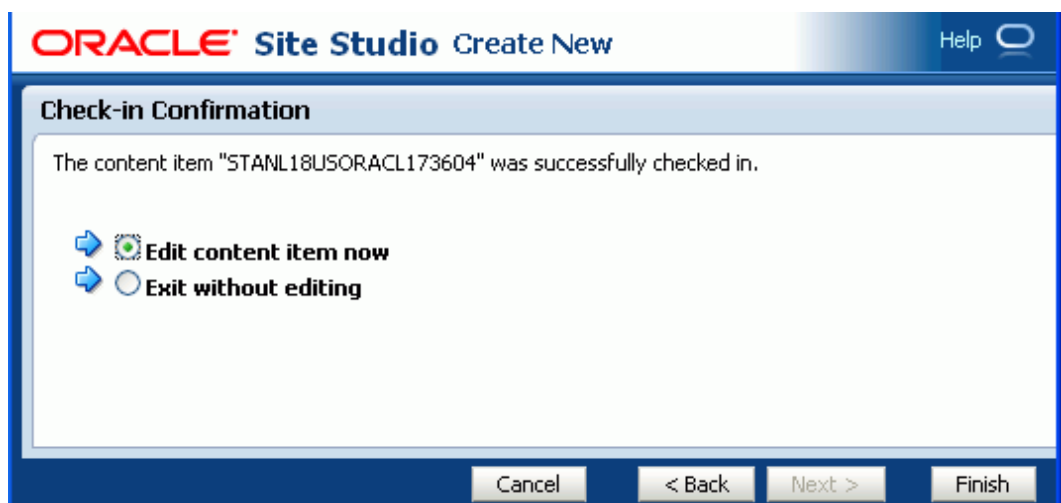 ORACLE Site Studio Create New Help
Check-in Confirmation
The content item "STANL18USORACL173604" was successfully checked in.
Edit content item now
Exit without editing
Cancel < Back Next > Finish